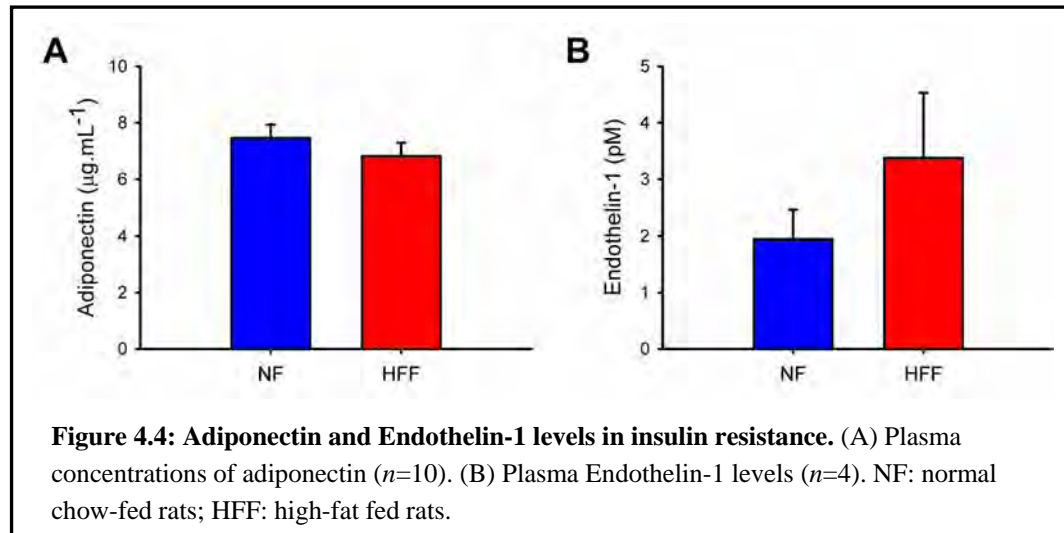 A
Adiponectin (µg.mL⁻¹)
10
8
6
4
2
0
NF HFF
B
Endothelin-1 (pM)
5
4
3
2
1
0
NF HFF
Figure 4.4: Adiponectin and Endothelin-1 levels in insulin resistance. (A) Plasma
concentrations of adiponectin (n=10). (B) Plasma Endothelin-1 levels (n=4). NF: normal
chow-fed rats; HFF: high-fat fed rats.